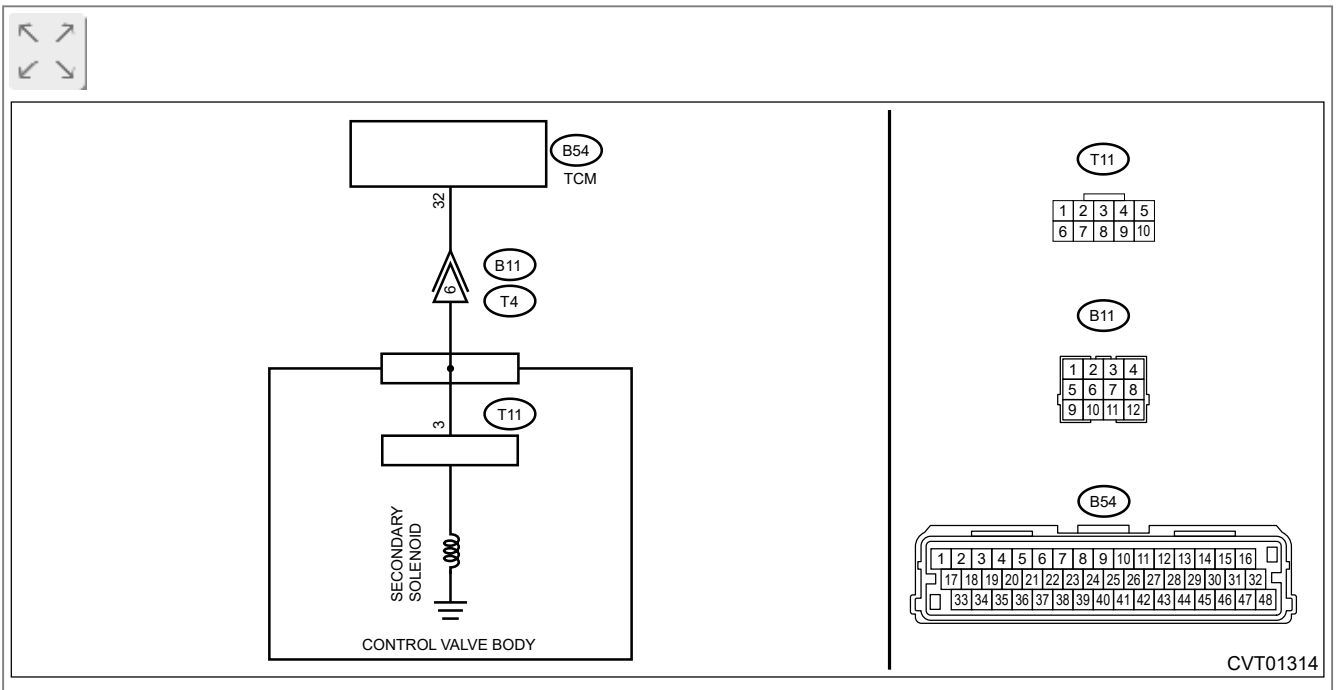 B54
TCM
32
B11
6
T4
T11
3
SECONDARY
SOLENOID
CONTROL VALVE BODY
T11
1 2 3 4 5
6 7 8 9 10
B11
1 2 3 4
5 6 7 8
9 10 11 12
B54
1 2 3 4 5 6 7 8 9 10 11 12 13 14 15 16
17 18 19 20 21 22 23 24 25 26 27 28 29 30 31 32
33 34 35 36 37 38 39 40 41 42 43 44 45 46 47 48
CVT01314